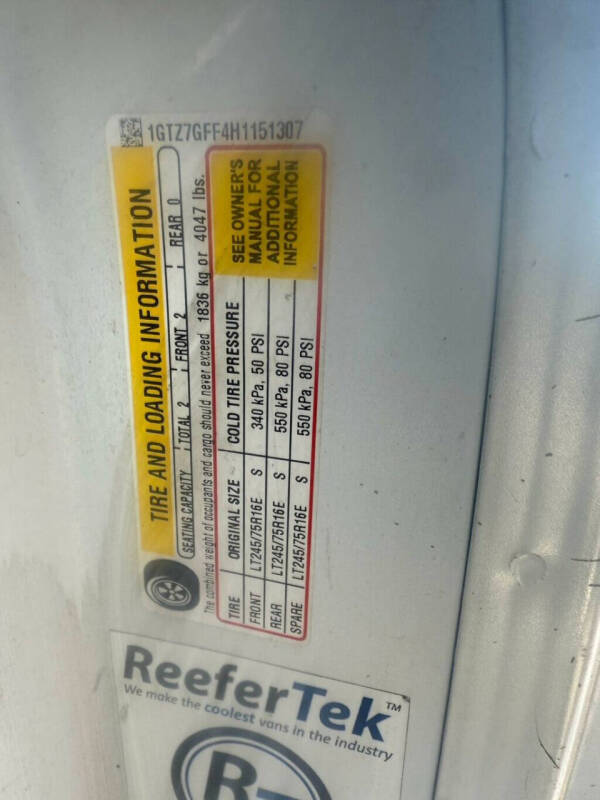 1GTZ7GFF4H1151307
TIRE AND LOADING INFORMATION
SEATING CAPACITY TOTAL 2 FRONT 2 REAR 0
The combined weight of occupants and cargo should never exceed 1836 kg or 4047 lbs.
TIRE ORIGINAL SIZE COLD TIRE PRESSURE
FRONT LT245/75R16E S 340 kPa, 50 PSI
REAR LT245/75R16E S 550 kPa, 80 PSI
SPARE LT245/75R16E S 550 kPa, 80 PSI
SEE OWNER'S
MANUAL FOR
ADDITIONAL
INFORMATION
ReeferTek™
We make the coolest vans in the industry